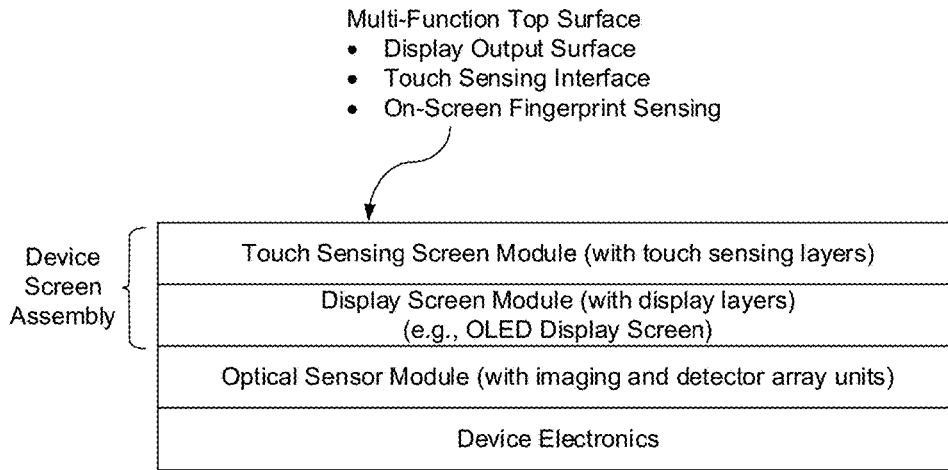 Multi-Function Top Surface
• Display Output Surface
• Touch Sensing Interface
• On-Screen Fingerprint Sensing
Device
Screen
Assembly
Touch Sensing Screen Module (with touch sensing layers)
Display Screen Module (with display layers)
(e.g., OLED Display Screen)
Optical Sensor Module (with imaging and detector array units)
Device Electronics